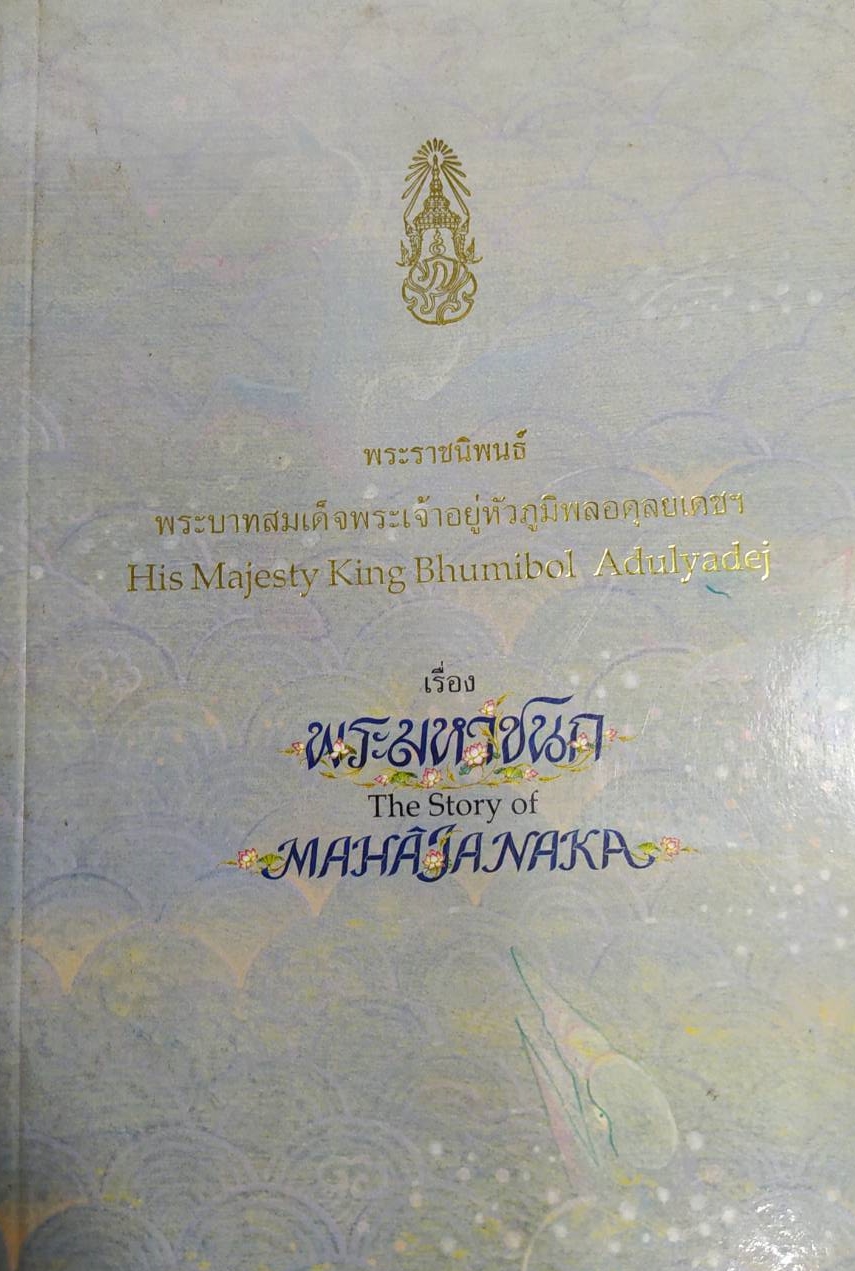 พระราชนิพนธ์
พระบาทสมเด็จพระเจ้าอยู่หัวภูมิพลอดุลยเดชฯ
His Majesty King Bhumibol Adulyadej
เรื่อง
พระมหาชนก
The Story of
MAHÂJANAKA